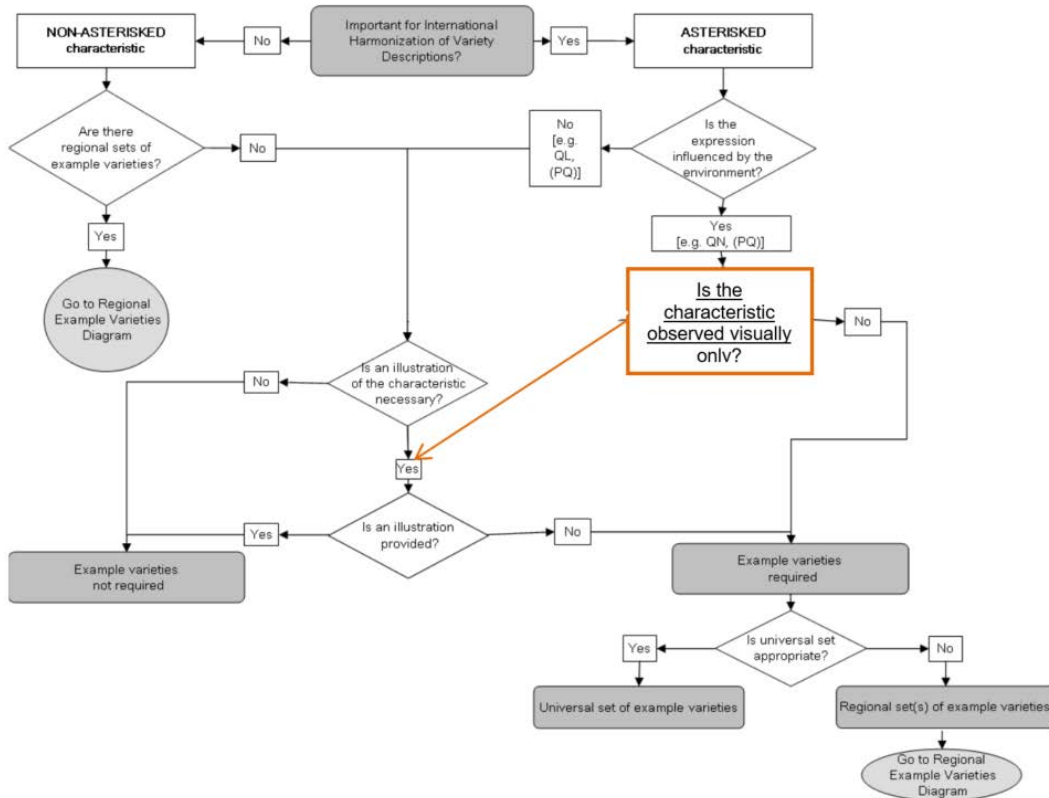 NON-ASTERISKED
characteristic
No
Important for International
Harmonization of Variety
Descriptions?
Yes
ASTERISKED
characteristic
Are there
regional sets of
example varieties?
No
No
[e.g.
QL,
(PQ)]
Is the
expression
influenced by the
environment?
Yes
Yes
[e.g. QN, (PQ)]
Go to Regional
Example Varieties
Diagram
Is the
characteristic
observed visually
only?
No
No
Is an illustration
of the characteristic
necessary?
Yes
Yes
Is an illustration
provided?
No
Example varieties
not required
Example varieties
required
Yes
Is universal set
appropriate?
No
Universal set of example varieties
Regional set(s) of example varieties
Go to Regional
Example Varieties
Diagram